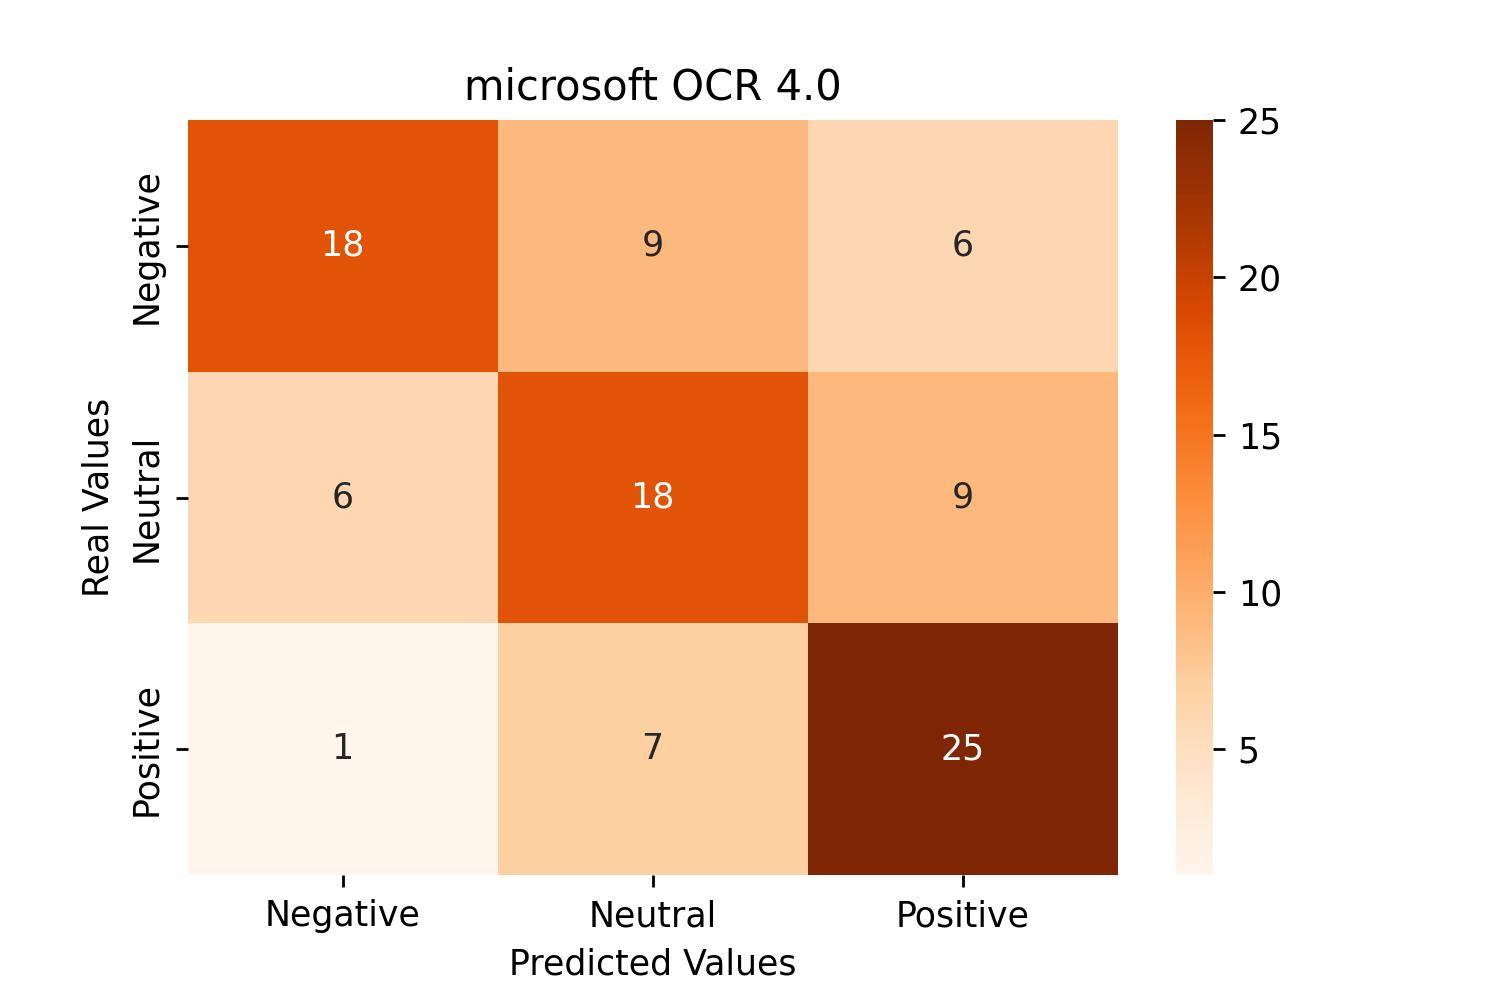 microsoft OCR 4.0
Real Values
Negative
Neutral
Positive
18 9 6
6 18 9
1 7 25
Negative Neutral Positive
Predicted Values
25
20
15
10
5